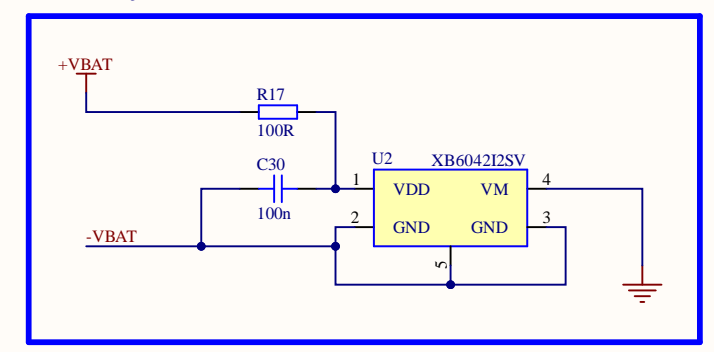 +VBAT
R17
100R
C30
100n
U2 XB6042I2SV
1 VDD VM 4
2 GND GND 3
-VBAT
5